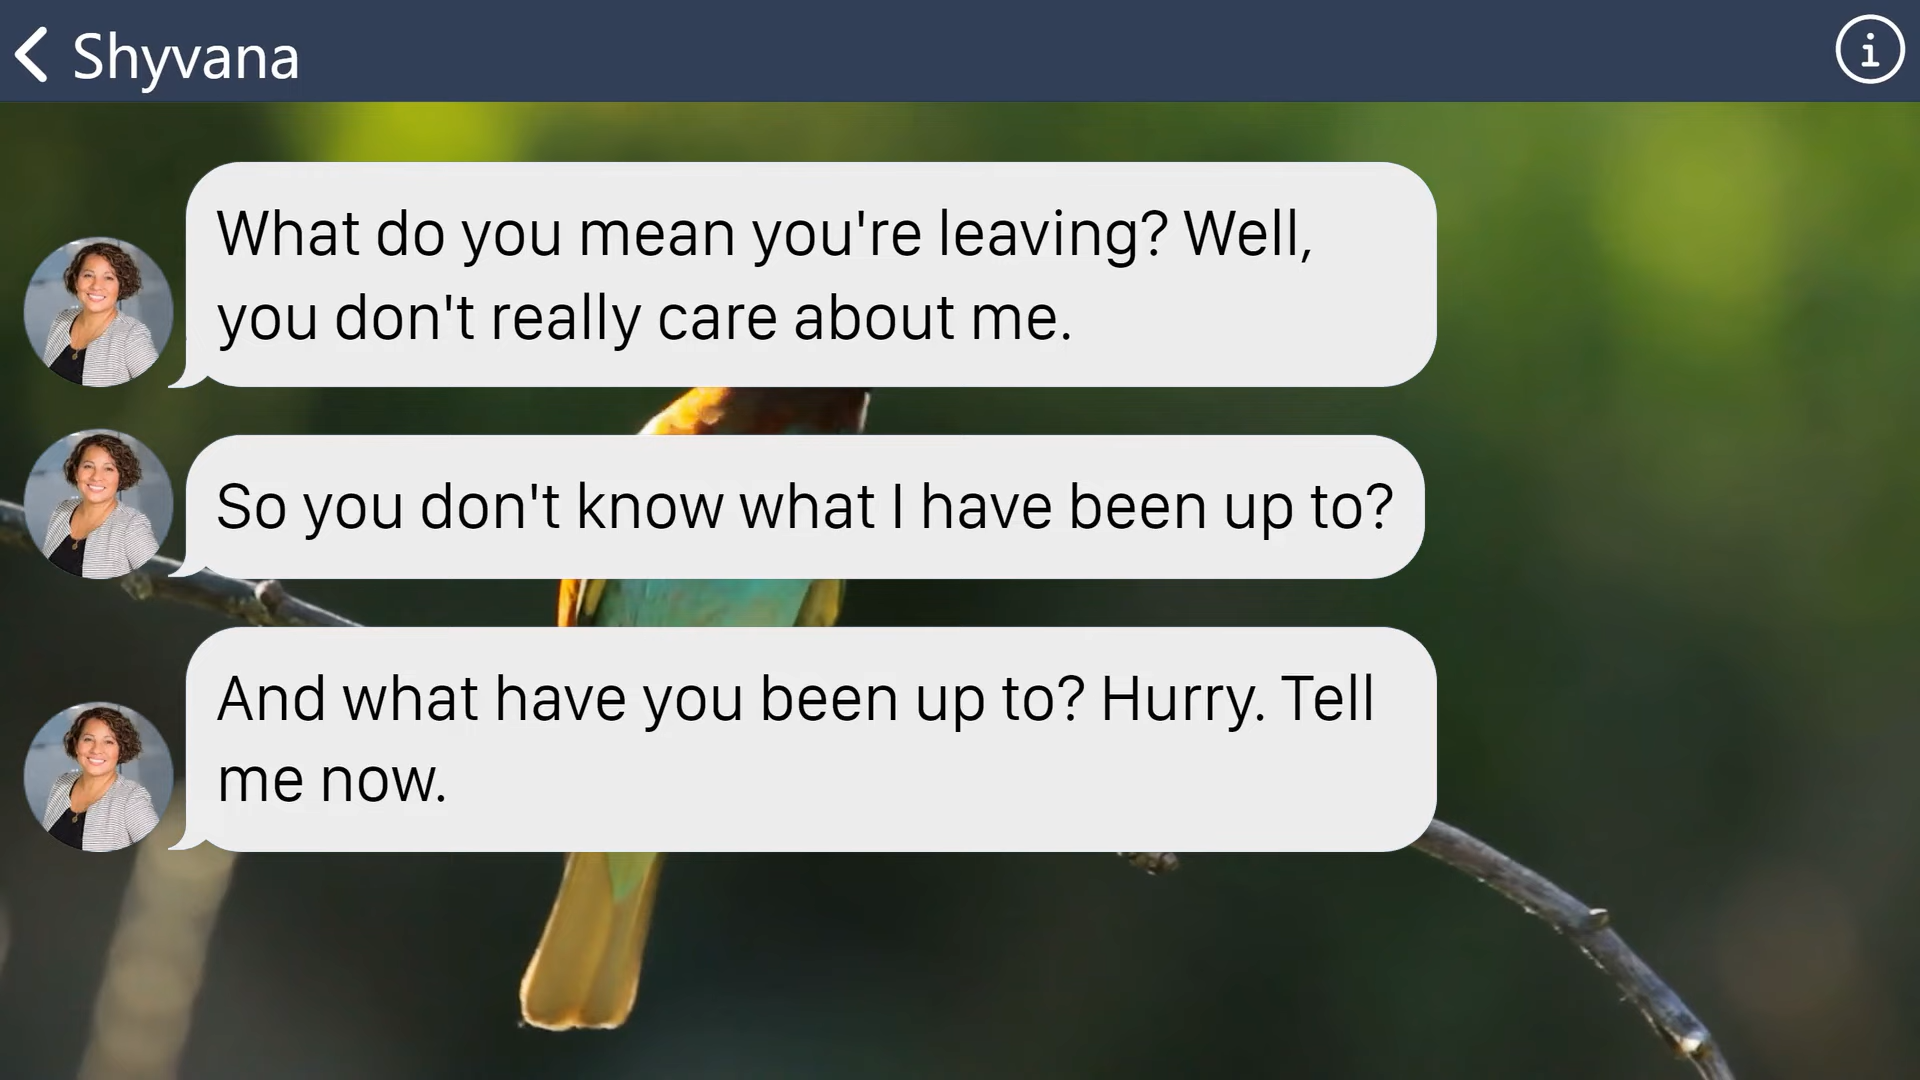 Shyvana
What do you mean you're leaving? Well,
you don't really care about me.
So you don't know what I have been up to?
And what have you been up to? Hurry. Tell
me now.